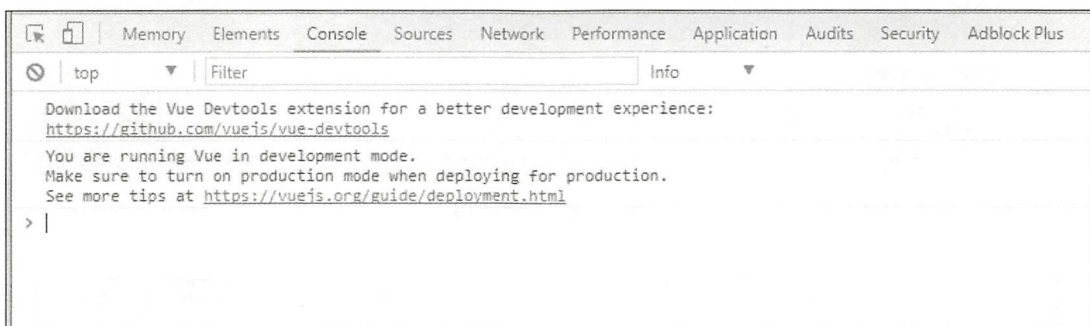 Memory Elements Console Sources Network Performance Application Audits Security Adblock Plus
top ▼ Filter Info ▼
Download the Vue Devtools extension for a better development experience:
https://github.com/vuejs/vue-devtools
You are running Vue in development mode.
Make sure to turn on production mode when deploying for production.
See more tips at https://vuejs.org/guide/deployment.html
>